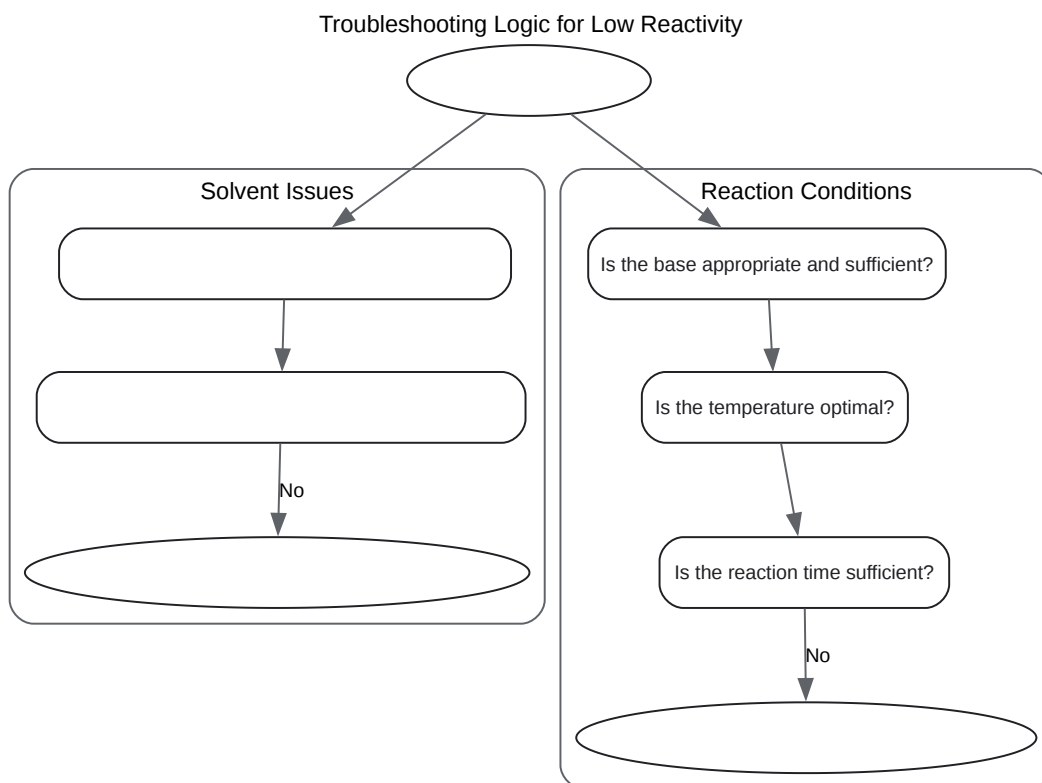 Troubleshooting Logic for Low Reactivity
Solvent Issues
No
Reaction Conditions
Is the base appropriate and sufficient?
Is the temperature optimal?
Is the reaction time sufficient?
No